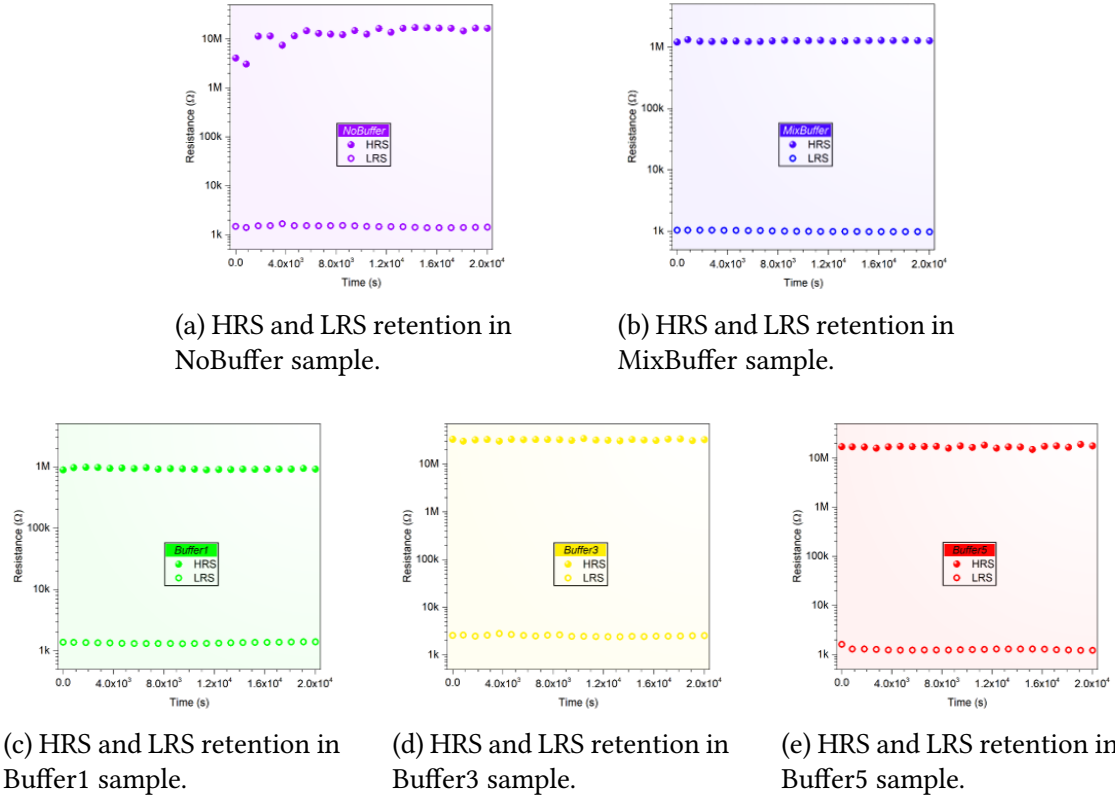 10M
1M
100k
10k
1k
Resistance (Ω)
NoBuffer
HRS
LRS
0.0 4.0x10³ 8.0x10³ 1.2x10⁴ 1.6x10⁴ 2.0x10⁴
Time (s)
(a) HRS and LRS retention in
NoBuffer sample.
1M
100k
10k
1k
Resistance (Ω)
MixBuffer
HRS
LRS
0.0 4.0x10³ 8.0x10³ 1.2x10⁴ 1.6x10⁴ 2.0x10⁴
Time (s)
(b) HRS and LRS retention in
MixBuffer sample.
1M
100k
10k
1k
Resistance (Ω)
Buffer1
HRS
LRS
0.0 4.0x10³ 8.0x10³ 1.2x10⁴ 1.6x10⁴ 2.0x10⁴
Time (s)
(c) HRS and LRS retention in
Buffer1 sample.
10M
1M
100k
10k
1k
Resistance (Ω)
Buffer3
HRS
LRS
0.0 4.0x10³ 8.0x10³ 1.2x10⁴ 1.6x10⁴ 2.0x10⁴
Time (s)
(d) HRS and LRS retention in
Buffer3 sample.
10M
1M
100k
10k
1k
Resistance (Ω)
Buffer5
HRS
LRS
0.0 4.0x10³ 8.0x10³ 1.2x10⁴ 1.6x10⁴ 2.0x10⁴
Time (s)
(e) HRS and LRS retention in
Buffer5 sample.